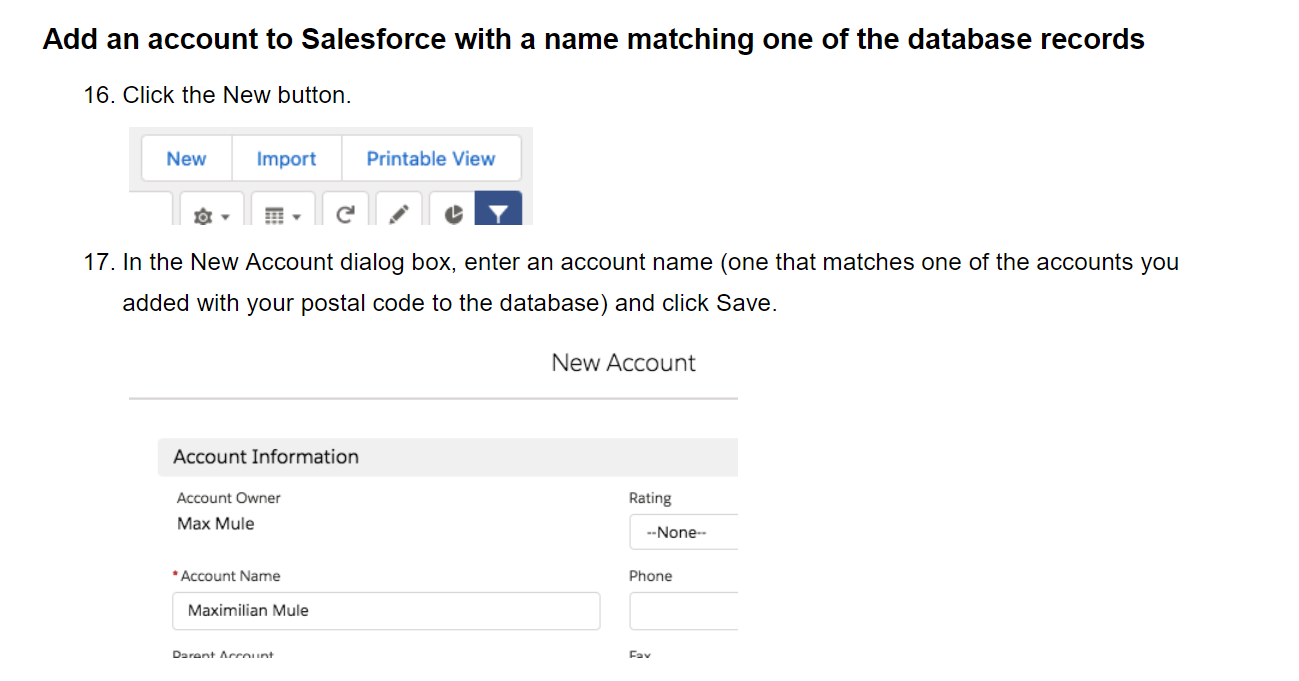 Add an account to Salesforce with a name matching one of the database records
16. Click the New button.
New Import Printable View
17. In the New Account dialog box, enter an account name (one that matches one of the accounts you
added with your postal code to the database) and click Save.
New Account
Account Information
Account Owner Rating
Max Mule
--None--
* Account Name Phone
Maximilian Mule
Parent Account Fax